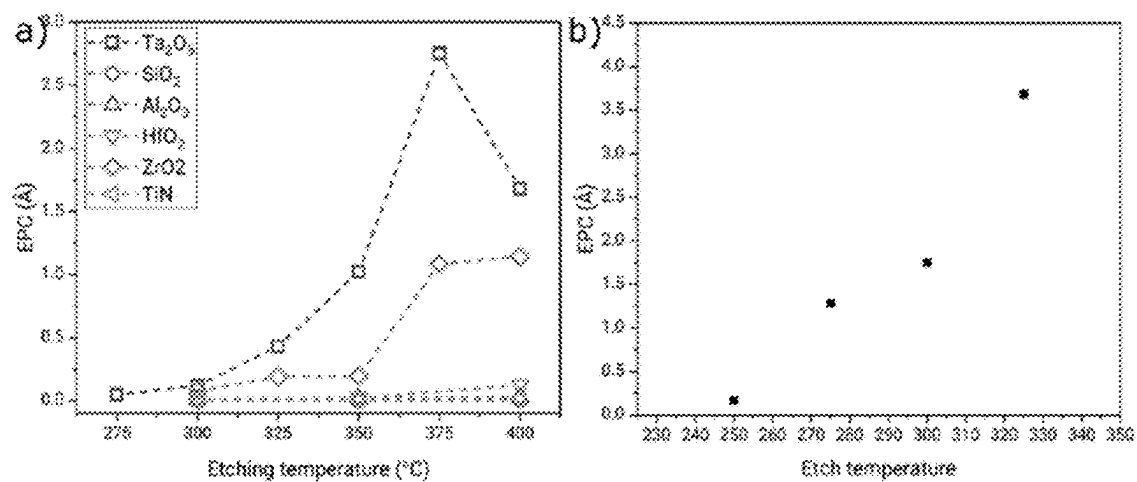 a)
3.0
2.5
2.0
1.5
1.0
0.5
0.0
EPC (Å)
Ta₂O₅
SiO₂
Al₂O₃
HfO₂
ZrO2
TiN
275 300 325 350 375 400
Etching temperature (°C)
b)
4.5
4.0
3.5
3.0
2.5
2.0
1.5
1.0
0.5
0.0
EPC (Å)
230 240 250 260 270 280 290 300 310 320 330 340 350
Etch temperature